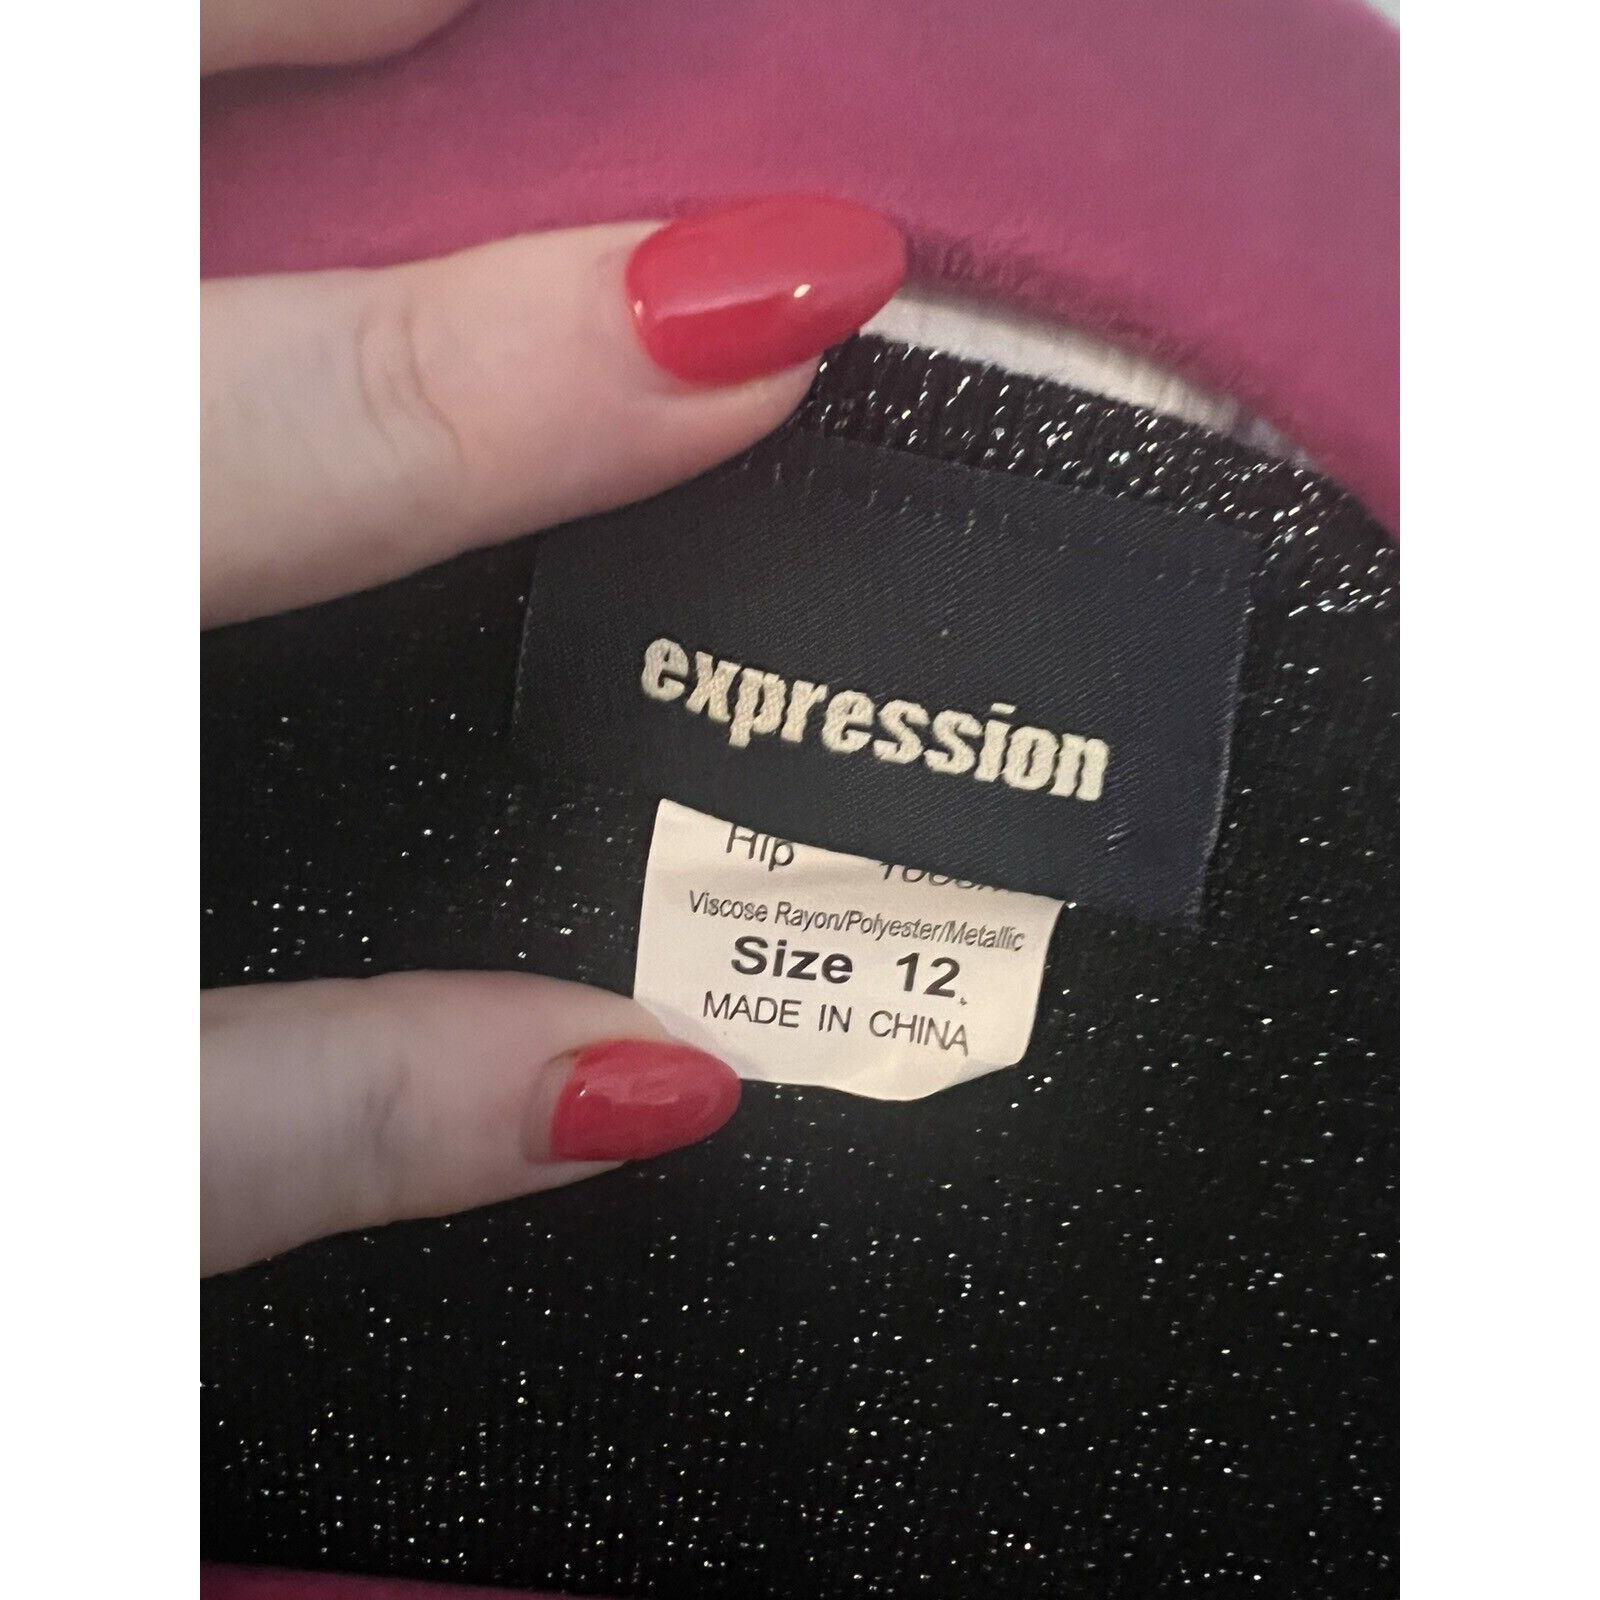 expression
Hip
Viscose Rayon/Polyester/Metallic
Size 12
MADE IN CHINA